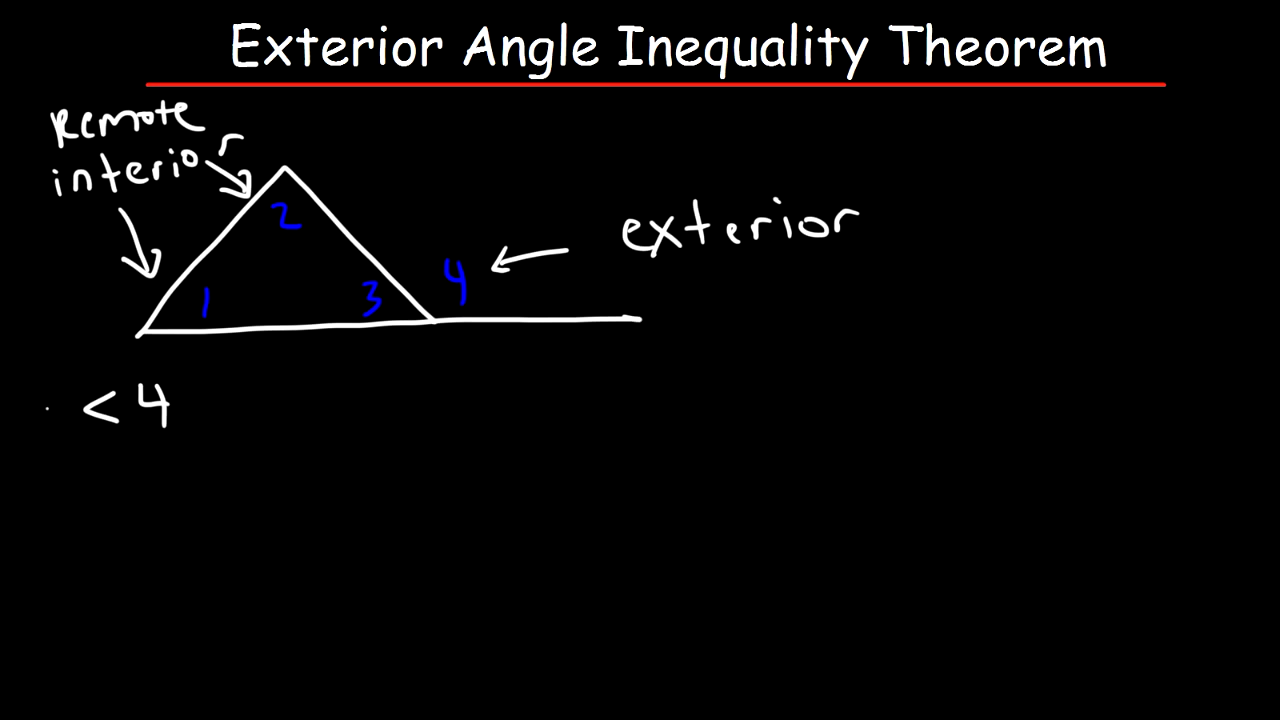 Exterior Angle Inequality Theorem
Remote
interior
2
exterior
4
1
3
< 4